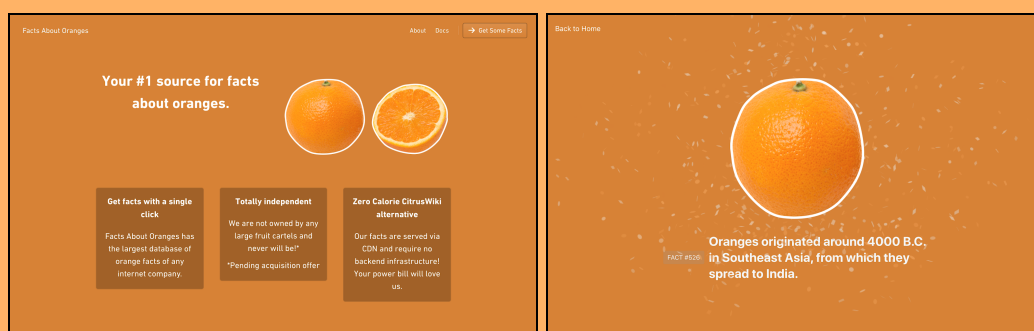 Facts About Oranges
About
Docs
→ Get Some Facts
Your #1 source for facts
about oranges.
Get facts with a single
click
Facts About Oranges has
the largest database of
orange facts of any
internet company.
Totally independent
We are not owned by any
large fruit cartels and
never will be!*
*Pending acquisition offer
Zero Calorie CitrusWiki
alternative
Our facts are served via
CDN and require no
backend infrastructure!
Your power bill will love
us.
Back to Home
FACT #626
Oranges originated around 4000 B.C.
in Southeast Asia, from which they
spread to India.